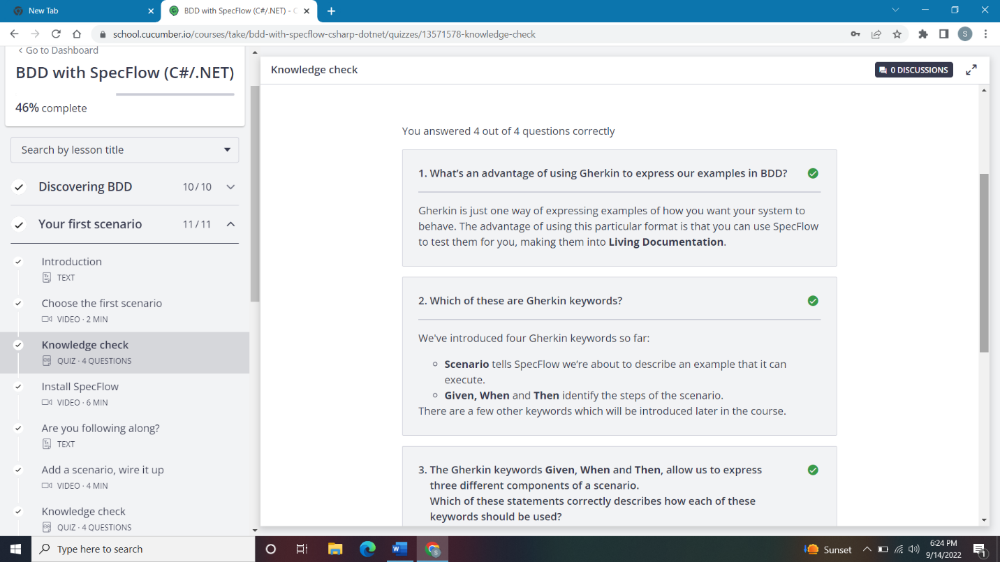 New Tab
BDD with SpecFlow (C#/.NET) - C
school.cucumber.io/courses/take/bdd-with-specflow-csharp-dotnet/quizzes/13571578-knowledge-check
S
< Go to Dashboard
BDD with SpecFlow (C#/.NET)
46% complete
Search by lesson title
Discovering BDD 10 / 10
Your first scenario 11 / 11
Introduction
TEXT
Choose the first scenario
VIDEO · 2 MIN
Knowledge check
QUIZ · 4 QUESTIONS
Install SpecFlow
VIDEO · 6 MIN
Are you following along?
TEXT
Add a scenario, wire it up
VIDEO · 4 MIN
Knowledge check
QUIZ · 4 QUESTIONS
Knowledge check
0 DISCUSSIONS
You answered 4 out of 4 questions correctly
1. What's an advantage of using Gherkin to express our examples in BDD?
Gherkin is just one way of expressing examples of how you want your system to
behave. The advantage of using this particular format is that you can use SpecFlow
to test them for you, making them into Living Documentation.
2. Which of these are Gherkin keywords?
We've introduced four Gherkin keywords so far:
Scenario tells SpecFlow we're about to describe an example that it can
execute.
Given, When and Then identify the steps of the scenario.
There are a few other keywords which will be introduced later in the course.
3. The Gherkin keywords Given, When and Then, allow us to express
three different components of a scenario.
Which of these statements correctly describes how each of these
keywords should be used?
Type here to search
Sunset
6:24 PM
9/14/2022
1